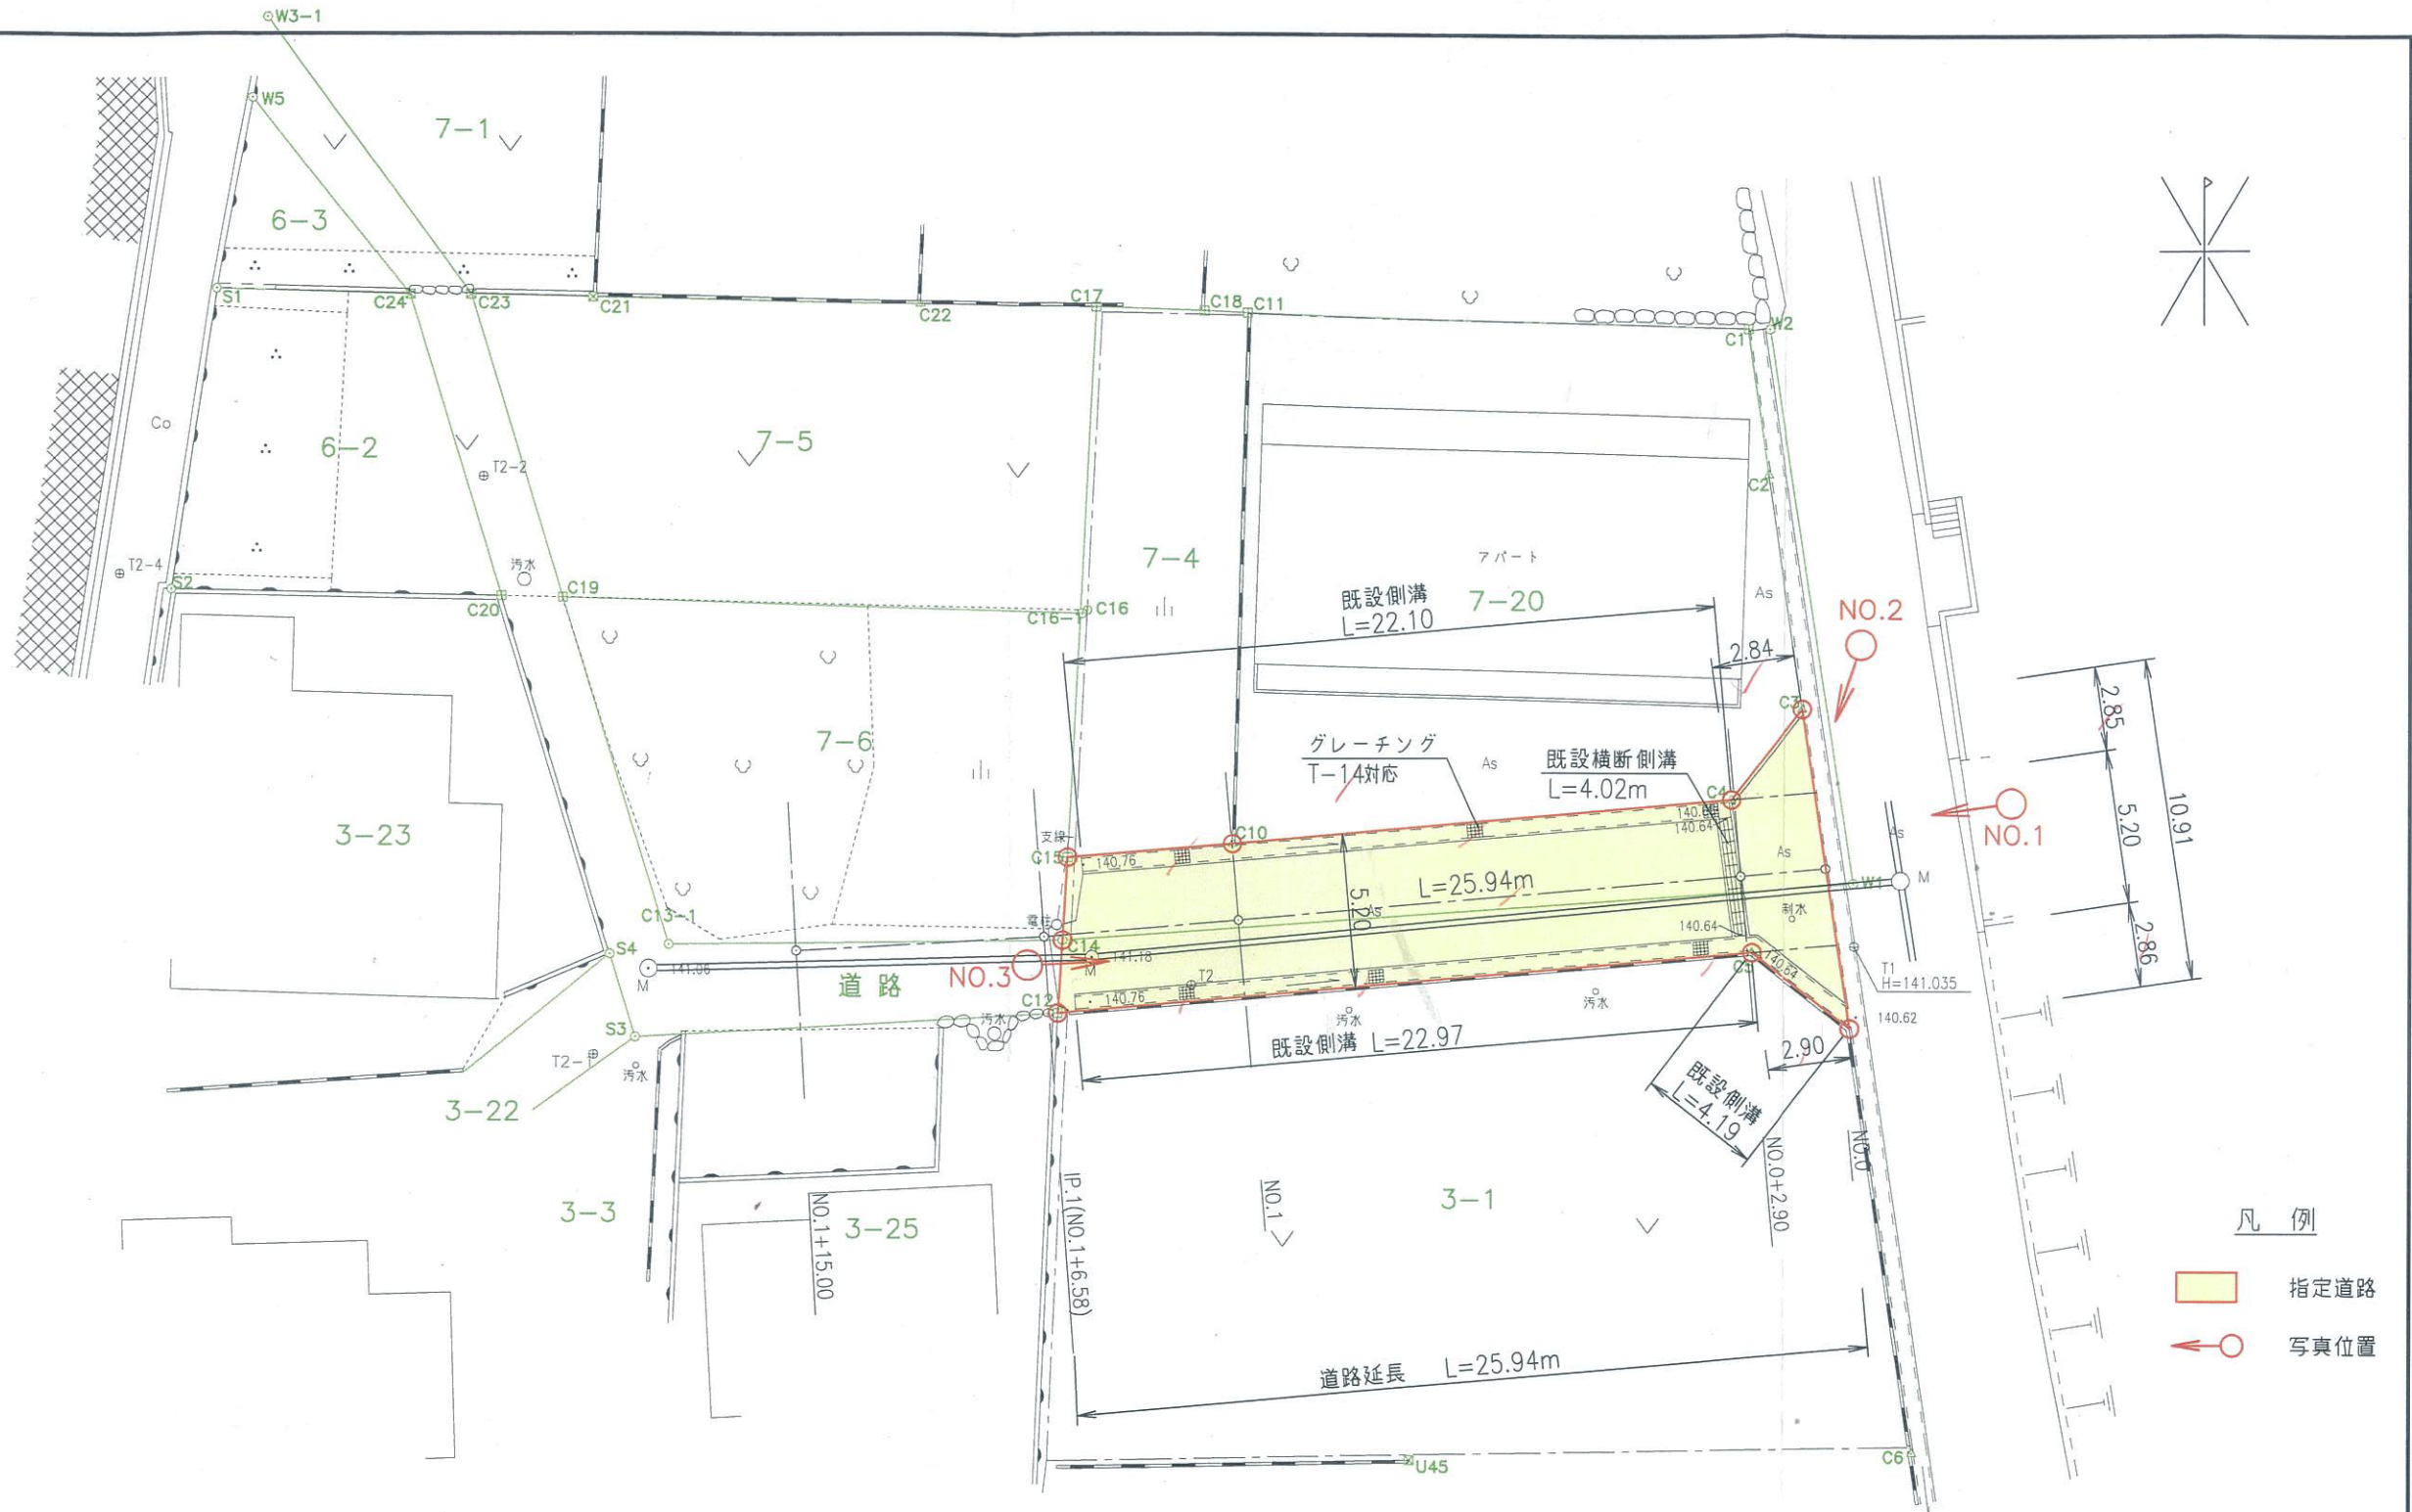 W3-1
W5
7-1
6-3
S1
C24
C23
C21
C22
C17
C18
C11
C1
W2
Co
6-2
7-5
T2-2
C2
T2-4
S2
汚水
C20
C19
C16-1
C16
7-4
アパート
7-20
As
既設側溝
L=22.10
NO.2
2.84
C3
7-6
グレーチング
T-14対応
As
既設横断側溝
L=4.02m
C4
140.64
2.85
5.20
10.91
2.86
NO.1
As
3-23
支線
C15
140.76
C10
L=25.94m
5.20
As
As
W1
M
制水
C13-1
電柱
S4
C14
141.06
M
道路
NO.3
141.18
M
T2
140.64
C5
140.64
T1
H=141.035
C12
140.76
汚水
汚水
汚水
140.62
S3
T2-1
汚水
既設側溝 L=22.97
2.90
既設側溝
L=4.19
3-22
3-3
NO.1+15.00
3-25
IP.1(NO.1+6.58)
NO.1
3-1
NO.0+2.90
NO.0
凡 例
指定道路
写真位置
道路延長 L=25.94m
U45
C6